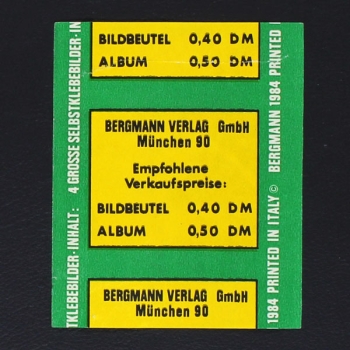 BILDBEUTEL 0,40 DM
ALBUM 0,50 DM
BERGMANN VERLAG GmbH
München 90
Empfohlene
Verkaufspreise:
BILDBEUTEL 0,40 DM
ALBUM 0,50 DM
BERGMANN VERLAG GmbH
München 90
TKLEBEBILDER·INHALT: 4 GROSSE SELBSTKLEBEBILDER·IN
1984 PRINTED IN ITALY © BERGMANN 1984 PRINTED I